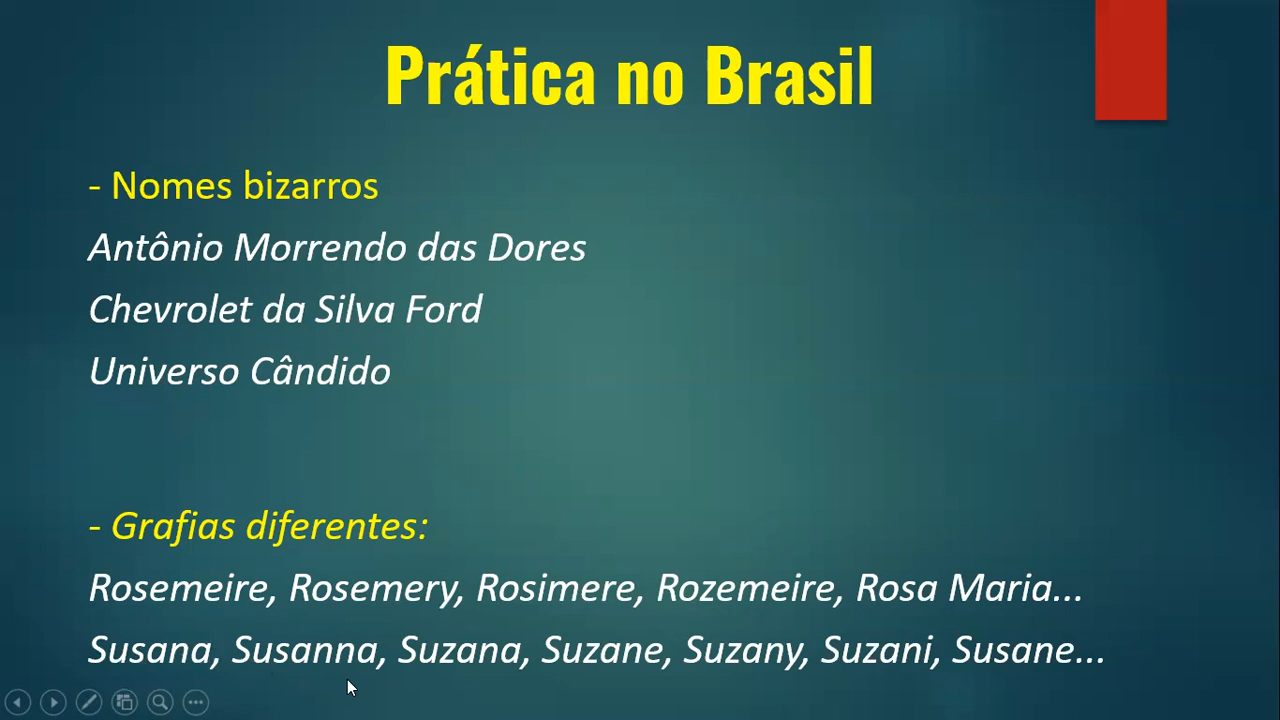 Prática no Brasil
- Nomes bizarros
Antônio Morrendo das Dores
Chevrolet da Silva Ford
Universo Cândido
- Grafias diferentes:
Rosemeire, Rosemery, Rosimere, Rozemeire, Rosa Maria...
Susana, Susanna, Suzana, Suzane, Suzany, Suzani, Susane...